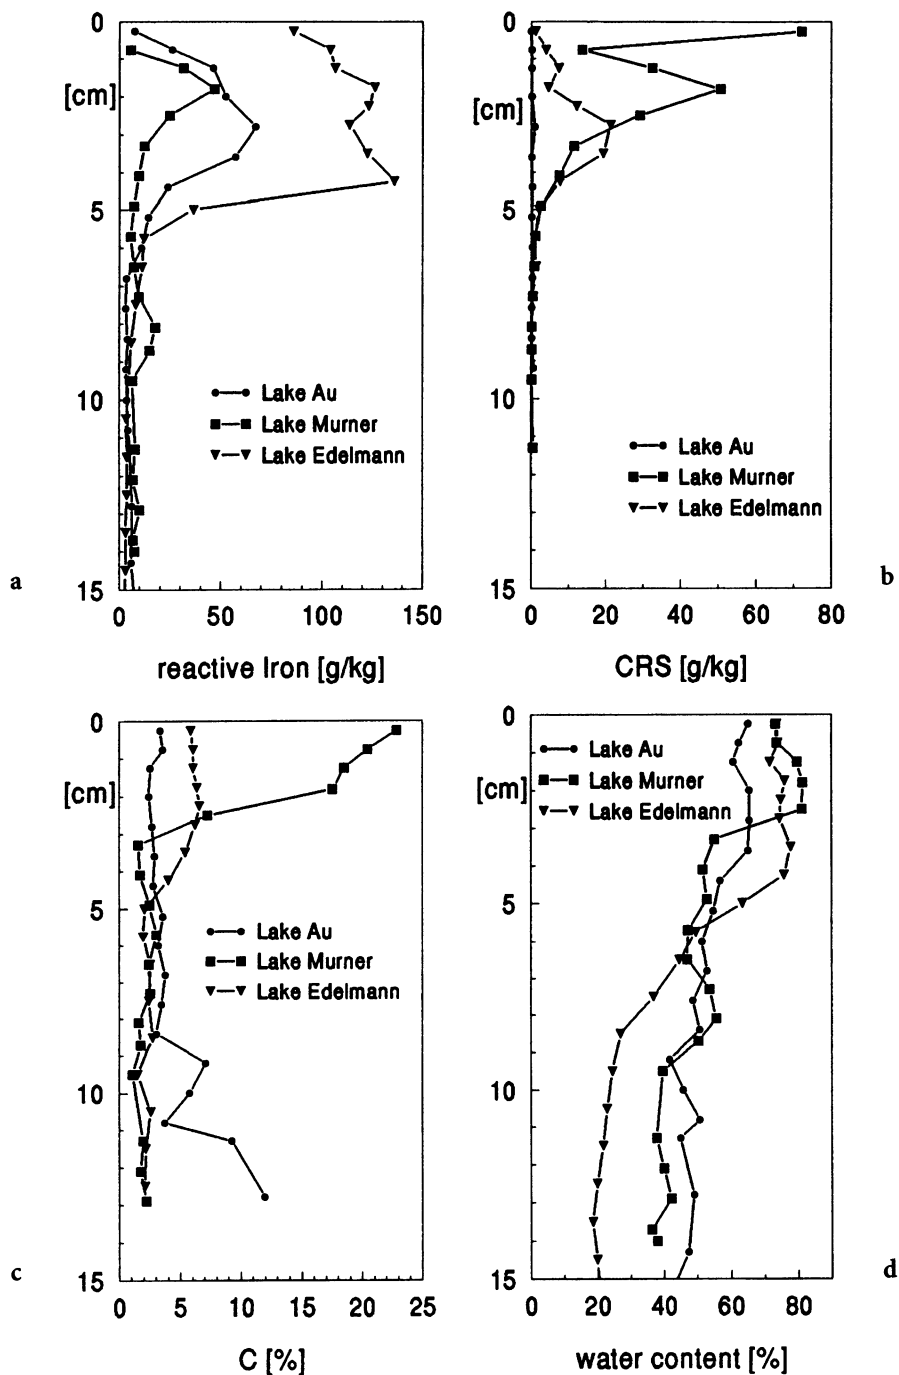 0
[cm]
5
10
15
0 50 100 150
reactive Iron [g/kg]
Lake Au
Lake Murner
Lake Edelmann
a
0
[cm]
5
10
15
0 20 40 60 80
CRS [g/kg]
Lake Au
Lake Murner
Lake Edelmann
b
0
[cm]
5
10
15
0 5 10 15 20 25
C [%]
Lake Au
Lake Murner
Lake Edelmann
c
0
[cm]
5
10
15
0 20 40 60 80
water content [%]
Lake Au
Lake Murner
Lake Edelmann
d